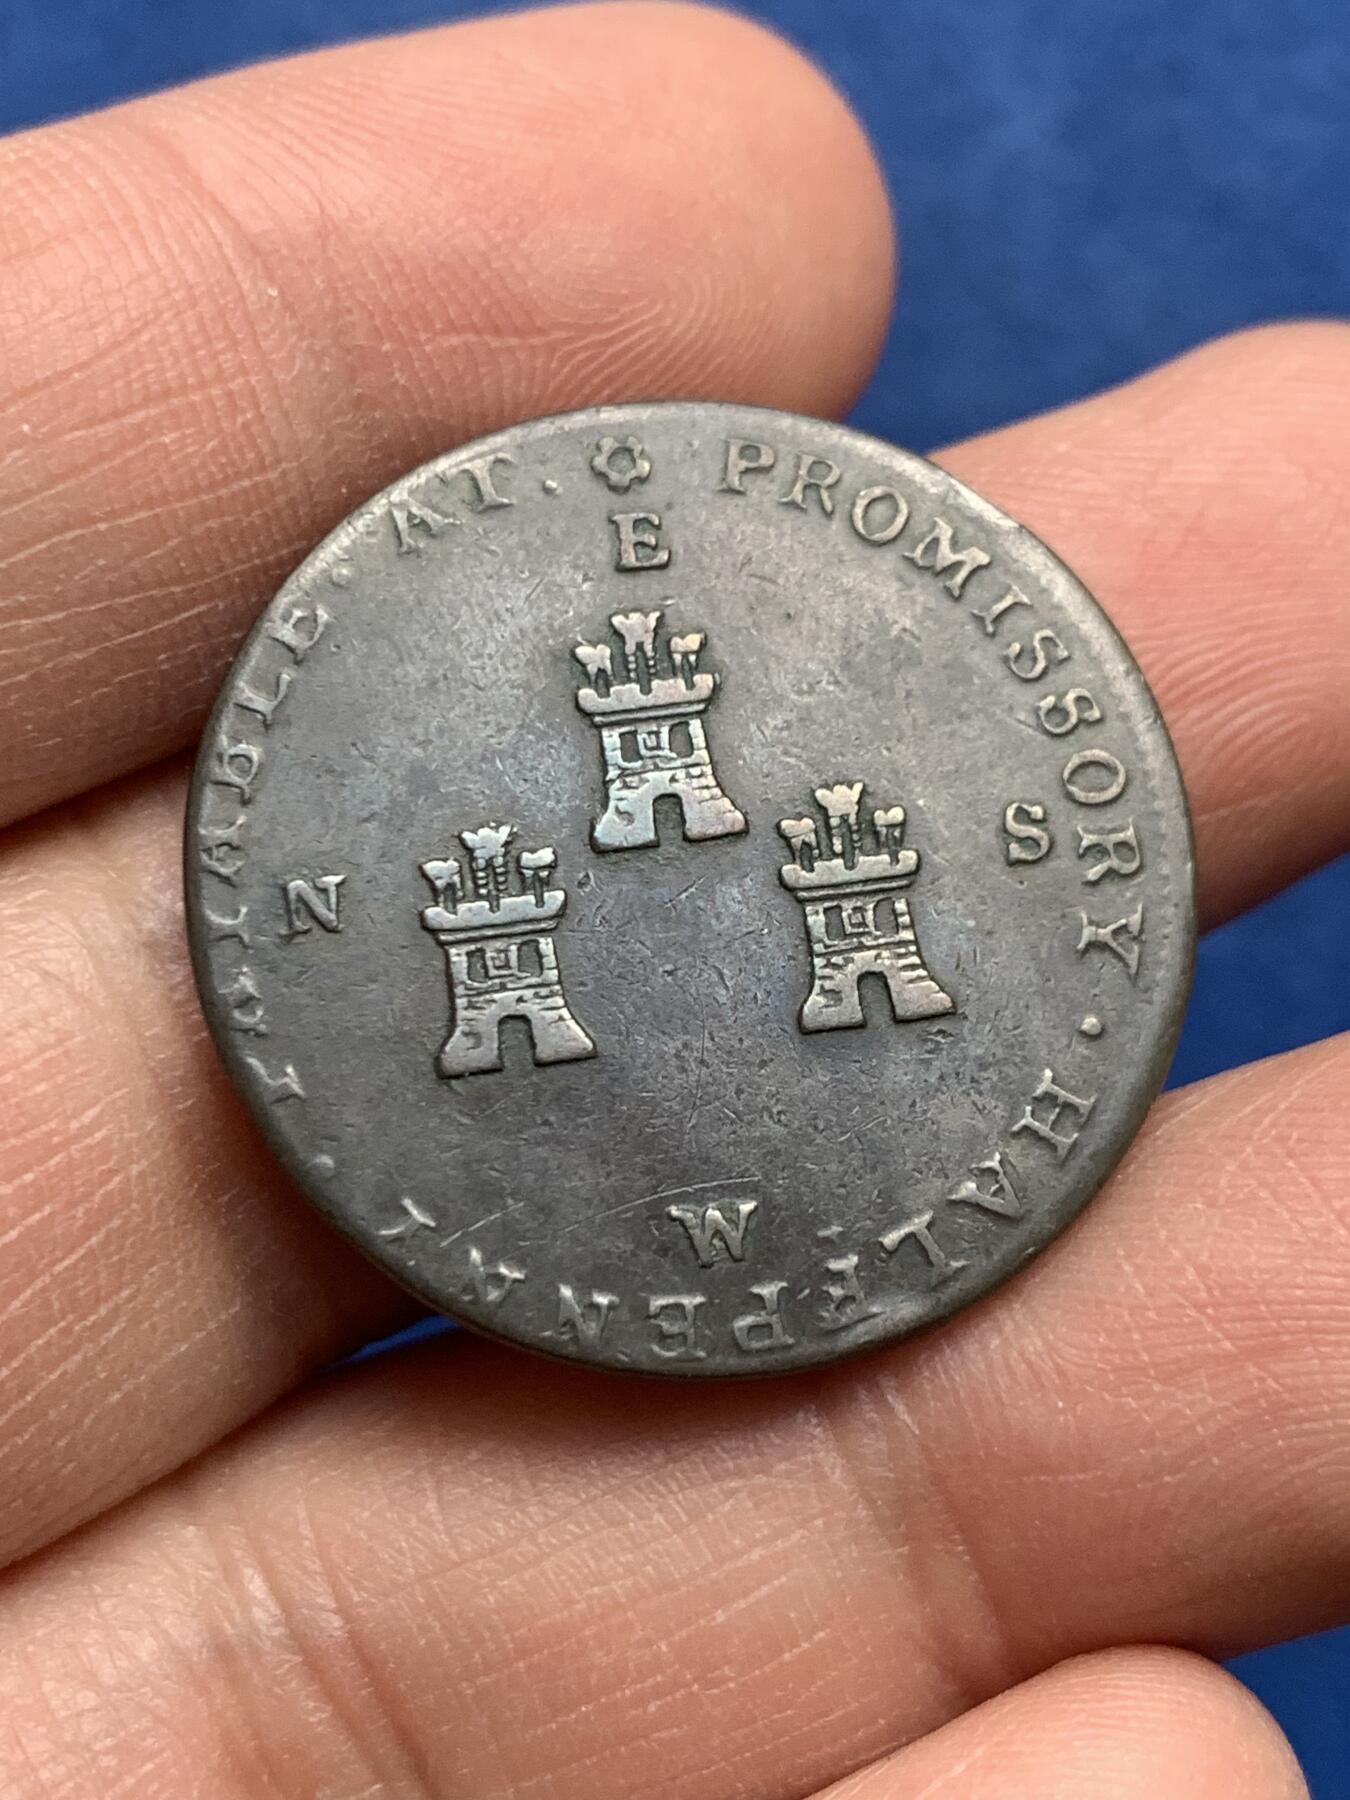 PROMISSORY · HALFPENNY · PAYABLE · AT ·
E
N S
W